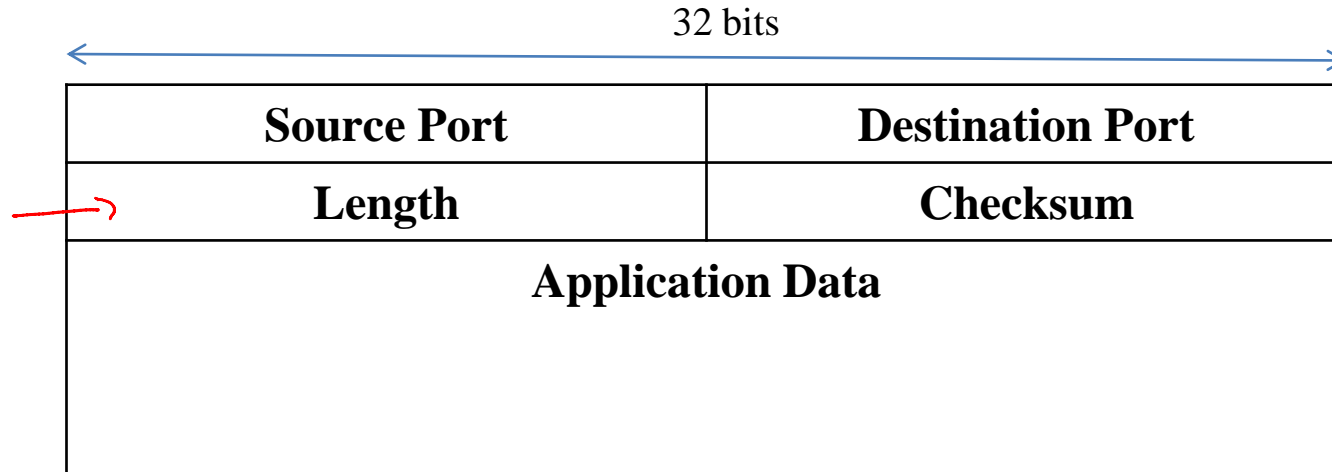 32 bits
Source Port Destination Port
Length Checksum
Application Data